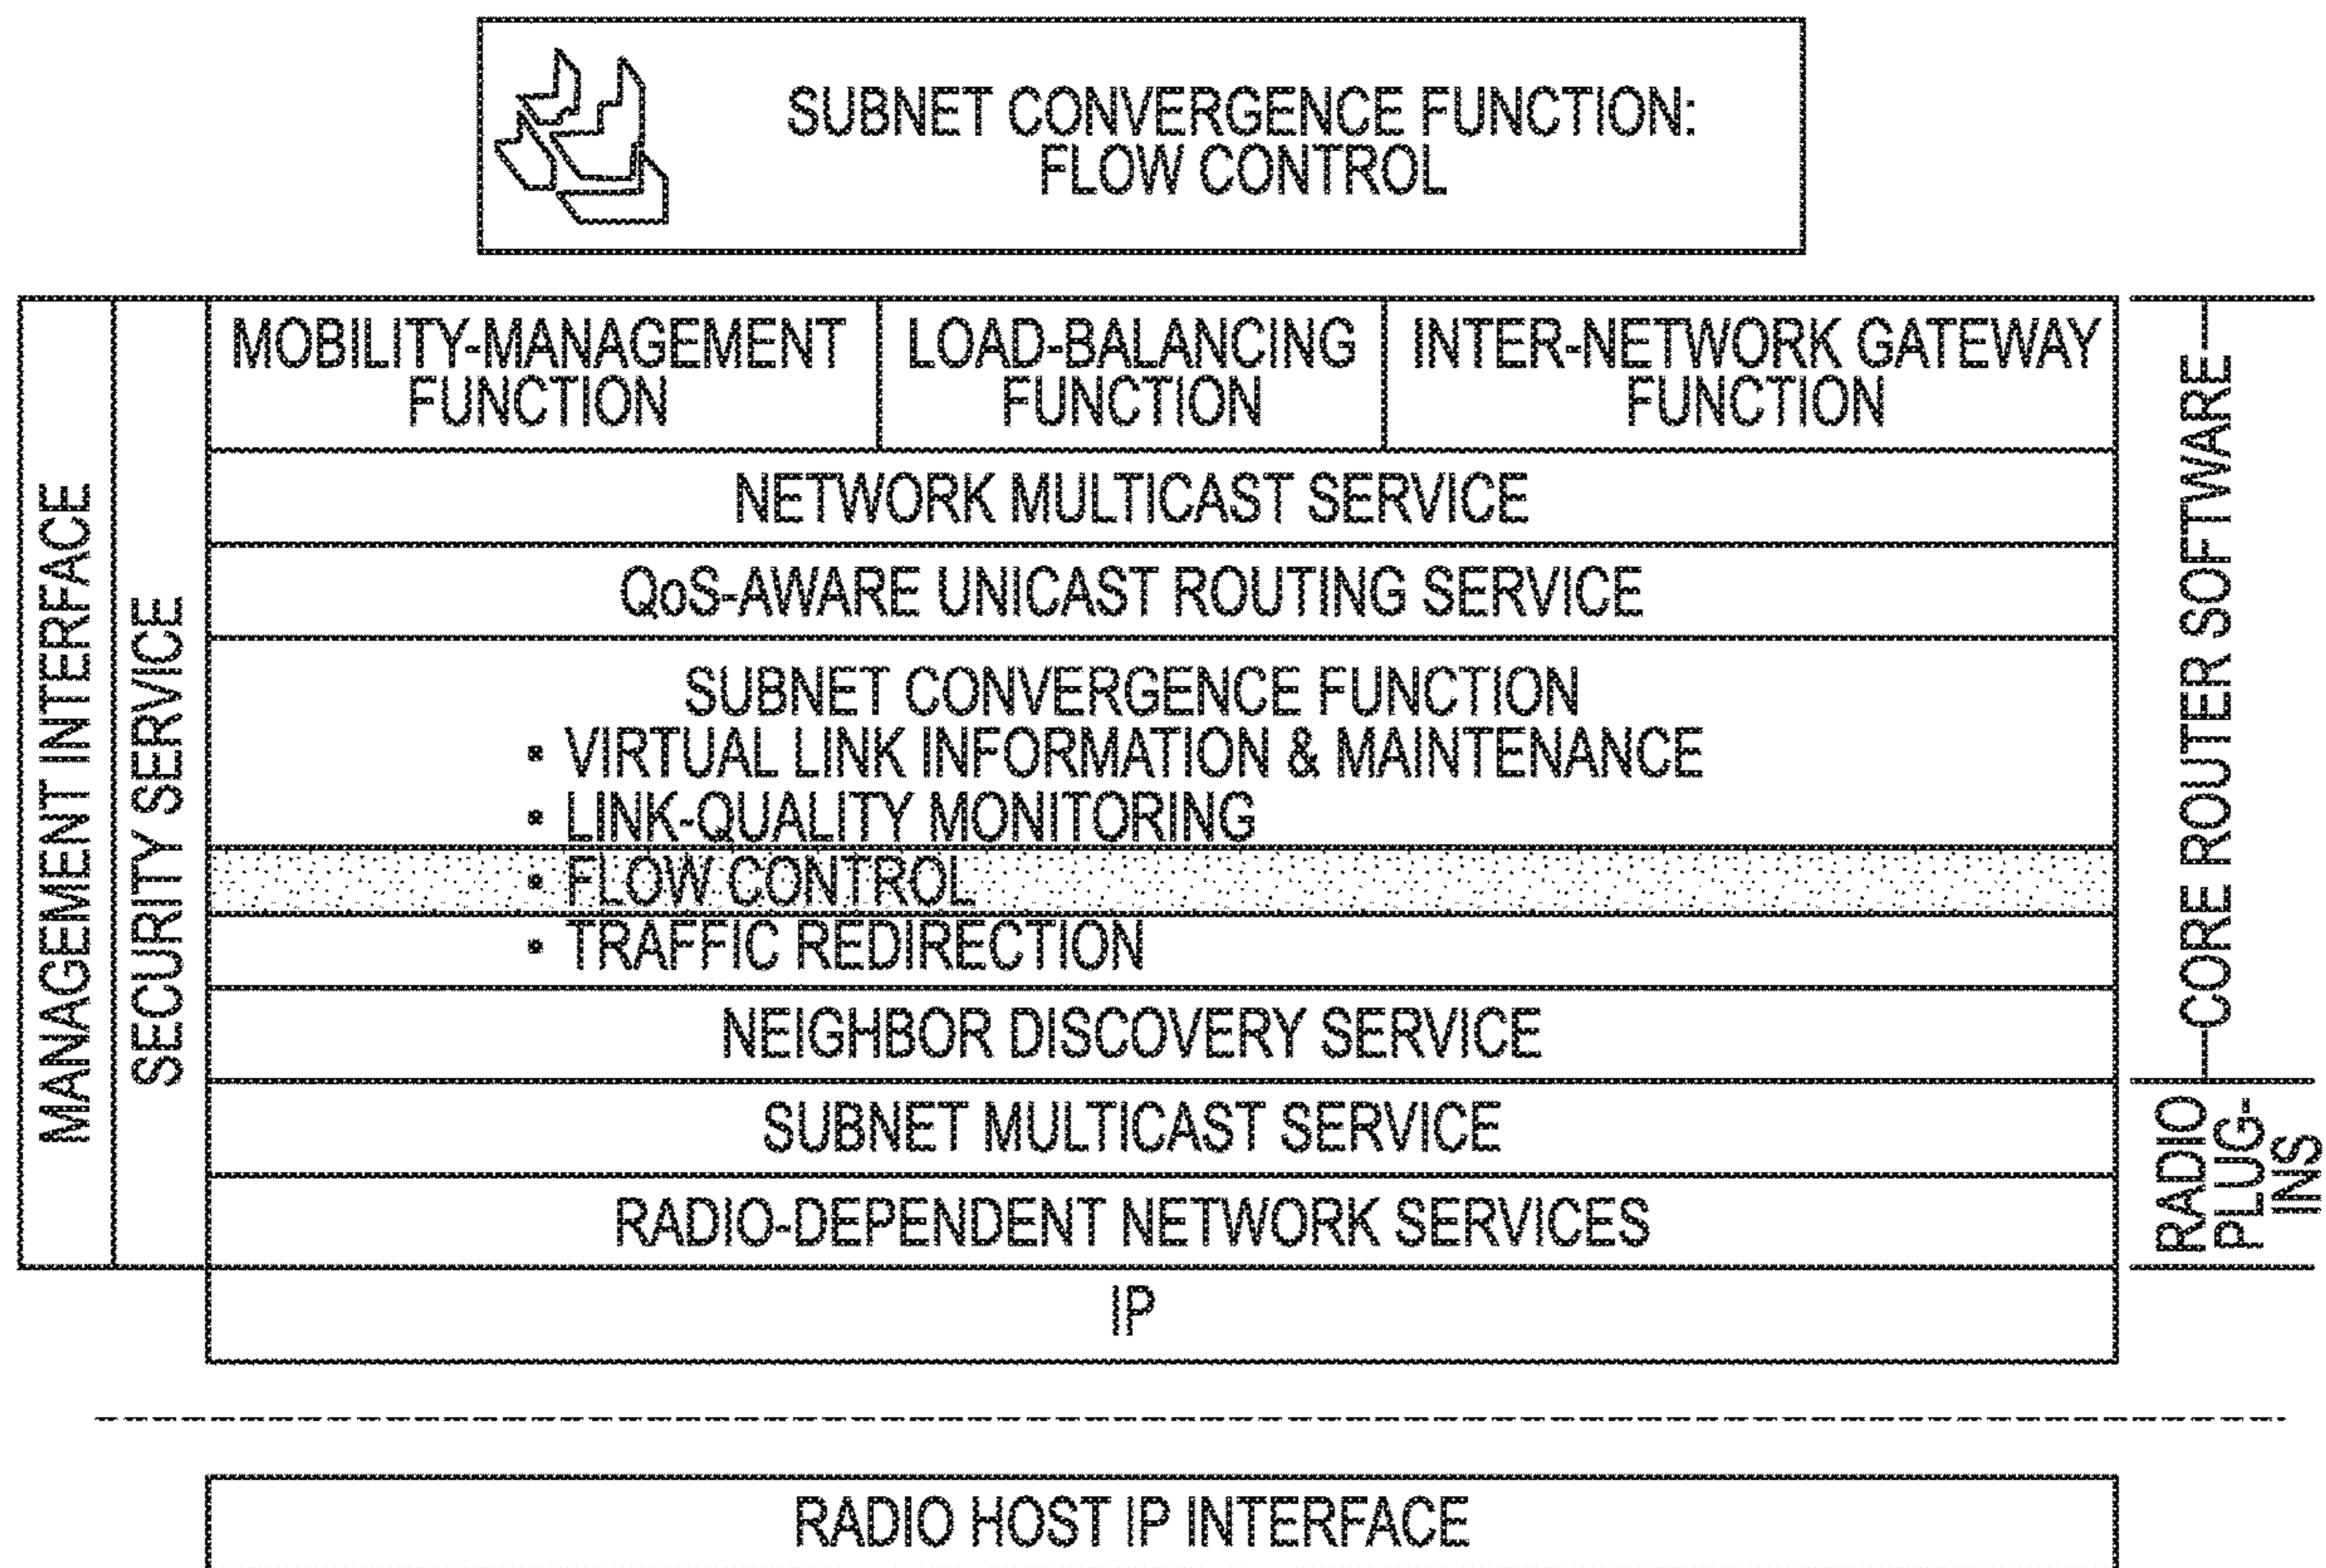 SUBNET CONVERGENCE FUNCTION:
FLOW CONTROL
MANAGEMENT INTERFACE
SECURITY SERVICE
MOBILITY-MANAGEMENT
FUNCTION
LOAD-BALANCING
FUNCTION
INTER-NETWORK GATEWAY
FUNCTION
NETWORK MULTICAST SERVICE
QoS-AWARE UNICAST ROUTING SERVICE
SUBNET CONVERGENCE FUNCTION
▪ VIRTUAL LINK INFORMATION & MAINTENANCE
▪ LINK-QUALITY MONITORING
▪ FLOW CONTROL
▪ TRAFFIC REDIRECTION
NEIGHBOR DISCOVERY SERVICE
SUBNET MULTICAST SERVICE
RADIO-DEPENDENT NETWORK SERVICES
IP
CORE ROUTER SOFTWARE
RADIO
PLUG-
INS
RADIO HOST IP INTERFACE